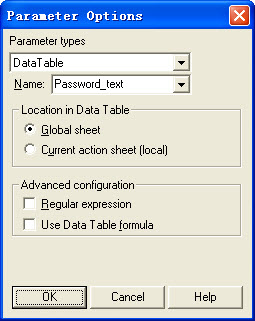 Parameter Options
Parameter types
DataTable
Name: Password_text
Location in Data Table
Global sheet
Current action sheet (local)
Advanced configuration
Regular expression
Use Data Table formula
OK Cancel Help